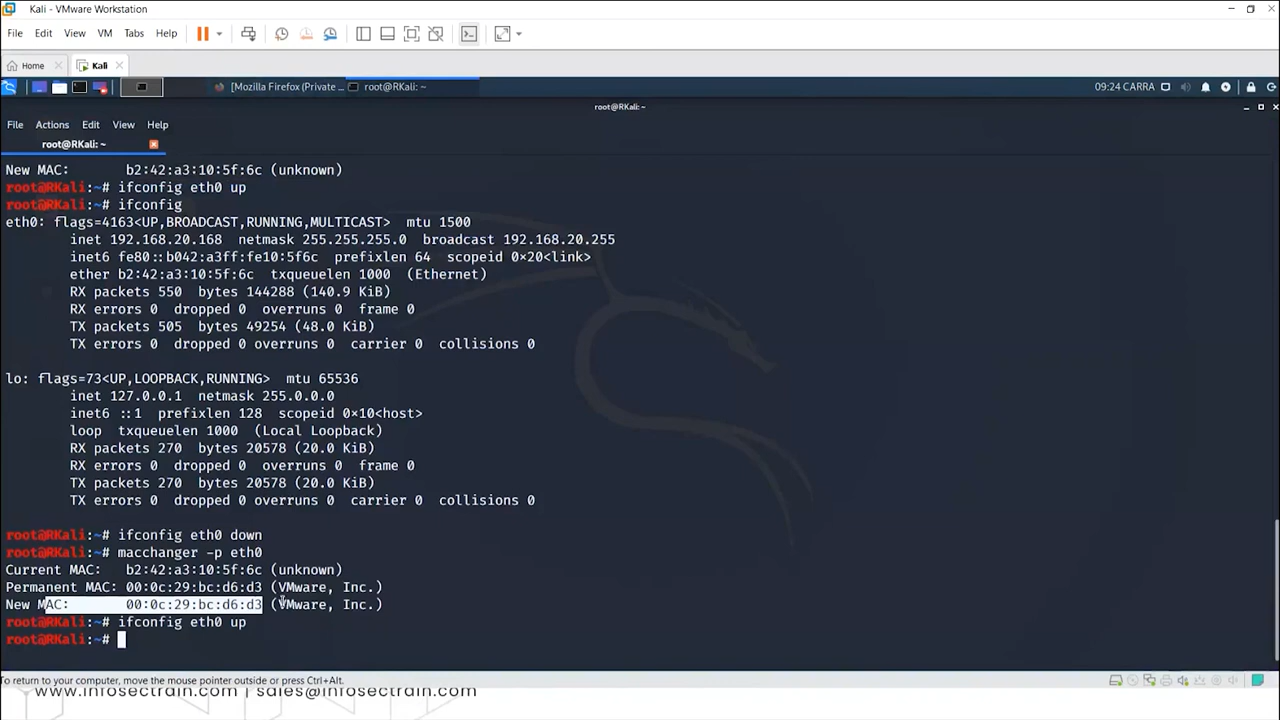 Kali - VMware Workstation
File Edit View VM Tabs Help
Home Kali
[Mozilla Firefox (Private ... root@RKali: ~ 09:24 CARRA
root@RKali: ~
File Actions Edit View Help
root@RKali: ~
New MAC: b2:42:a3:10:5f:6c (unknown)
root@RKali:~# ifconfig eth0 up
root@RKali:~# ifconfig
eth0: flags=4163<UP,BROADCAST,RUNNING,MULTICAST> mtu 1500
inet 192.168.20.168 netmask 255.255.255.0 broadcast 192.168.20.255
inet6 fe80::b042:a3ff:fe10:5f6c prefixlen 64 scopeid 0×20<link>
ether b2:42:a3:10:5f:6c txqueuelen 1000 (Ethernet)
RX packets 550 bytes 144288 (140.9 KiB)
RX errors 0 dropped 0 overruns 0 frame 0
TX packets 505 bytes 49254 (48.0 KiB)
TX errors 0 dropped 0 overruns 0 carrier 0 collisions 0
lo: flags=73<UP,LOOPBACK,RUNNING> mtu 65536
inet 127.0.0.1 netmask 255.0.0.0
inet6 ::1 prefixlen 128 scopeid 0×10<host>
loop txqueuelen 1000 (Local Loopback)
RX packets 270 bytes 20578 (20.0 KiB)
RX errors 0 dropped 0 overruns 0 frame 0
TX packets 270 bytes 20578 (20.0 KiB)
TX errors 0 dropped 0 overruns 0 carrier 0 collisions 0
root@RKali:~# ifconfig eth0 down
root@RKali:~# macchanger -p eth0
Current MAC: b2:42:a3:10:5f:6c (unknown)
Permanent MAC: 00:0c:29:bc:d6:d3 (VMware, Inc.)
New MAC: 00:0c:29:bc:d6:d3 (VMware, Inc.)
root@RKali:~# ifconfig eth0 up
root@RKali:~#
To return to your computer, move the mouse pointer outside or press Ctrl+Alt.
www.infosectrain.com | sales@infosectrain.com